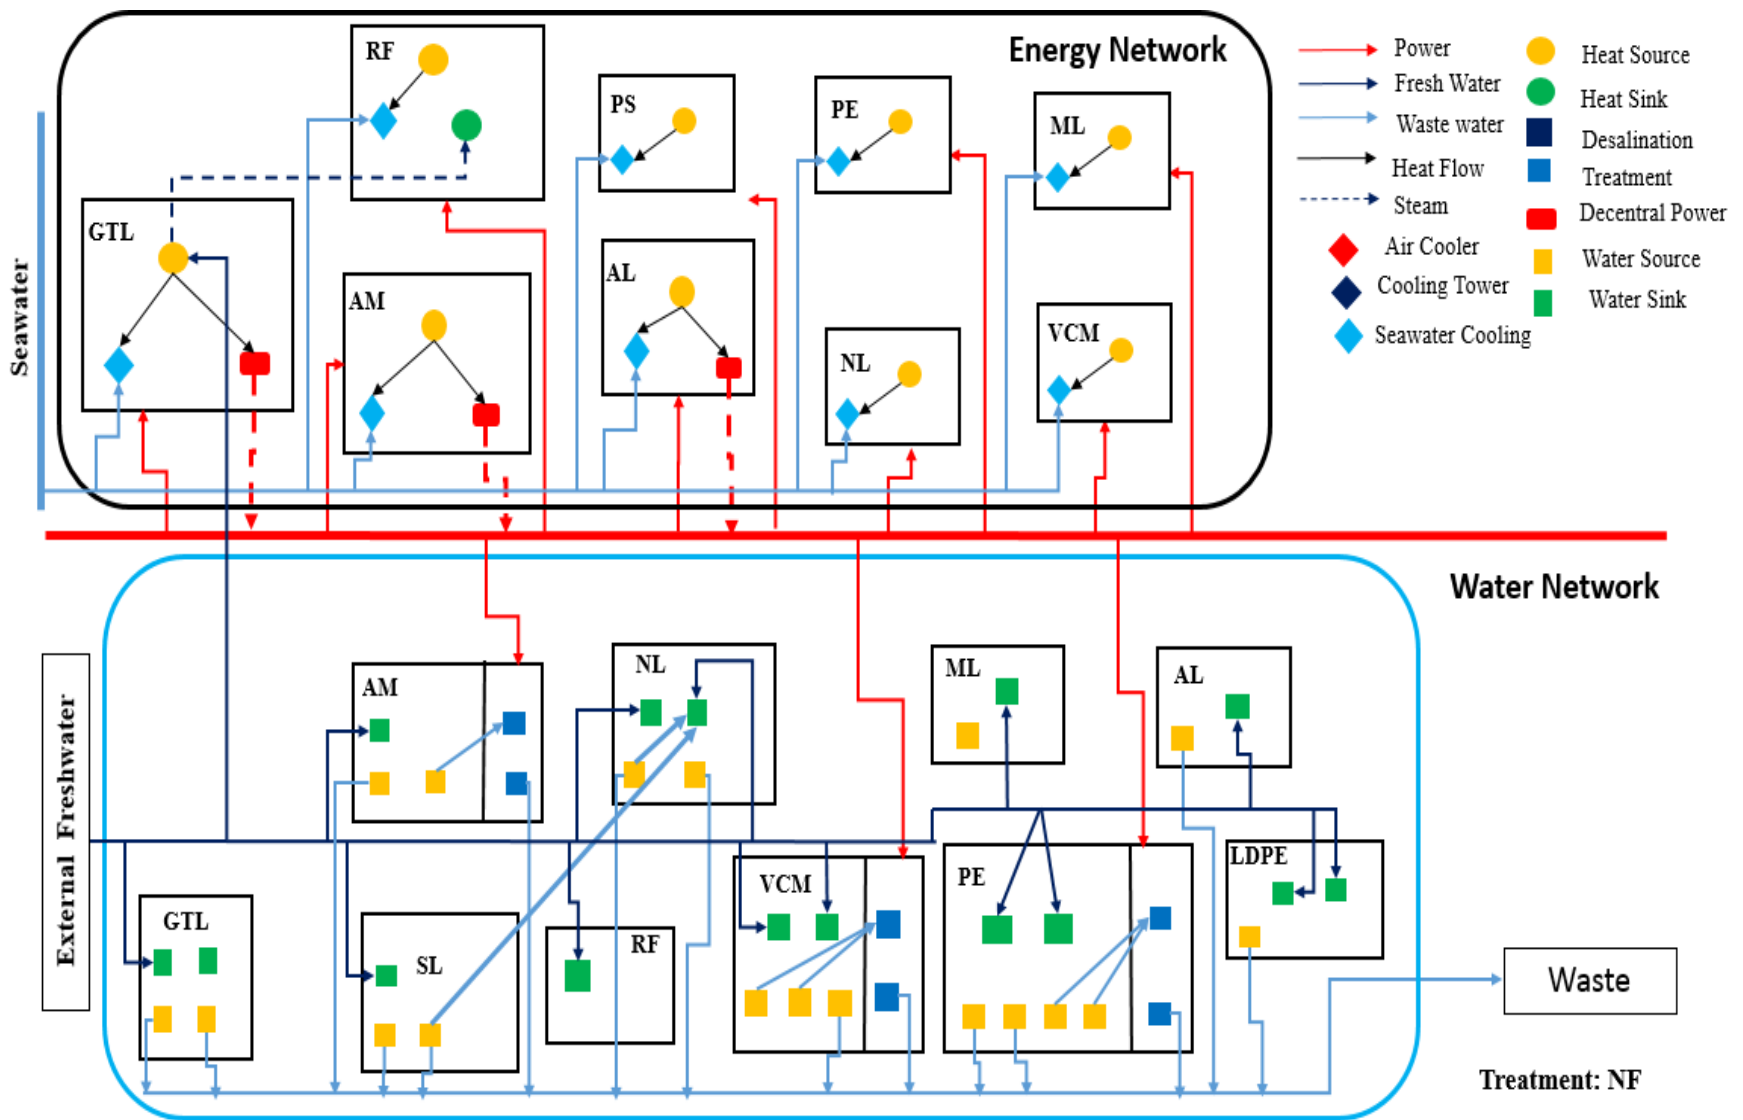 Energy Network
RF
PS
PE
ML
GTL
AM
AL
NL
VCM
Seawater
Power
Fresh Water
Waste water
Heat Flow
Steam
Air Cooler
Cooling Tower
Seawater Cooling
Heat Source
Heat Sink
Desalination
Treatment
Decentral Power
Water Source
Water Sink
Water Network
External Freshwater
AM
NL
ML
AL
GTL
SL
RF
VCM
PE
LDPE
Waste
Treatment: NF